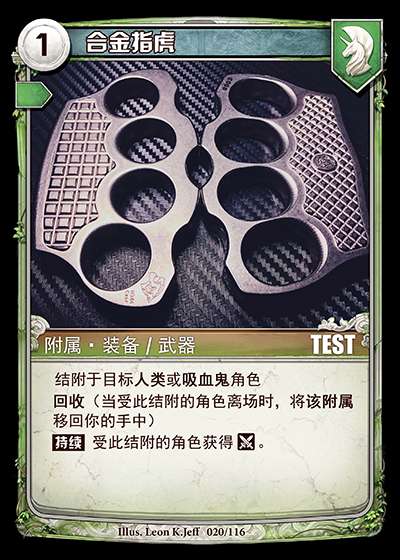 1 合金指虎
附属·装备 / 武器 TEST
结附于目标人类或吸血鬼角色
回收（当受此结附的角色离场时，将该附属
移回你的手中）
持续 受此结附的角色获得 。
Illus. Leon K.Jeff 020/116